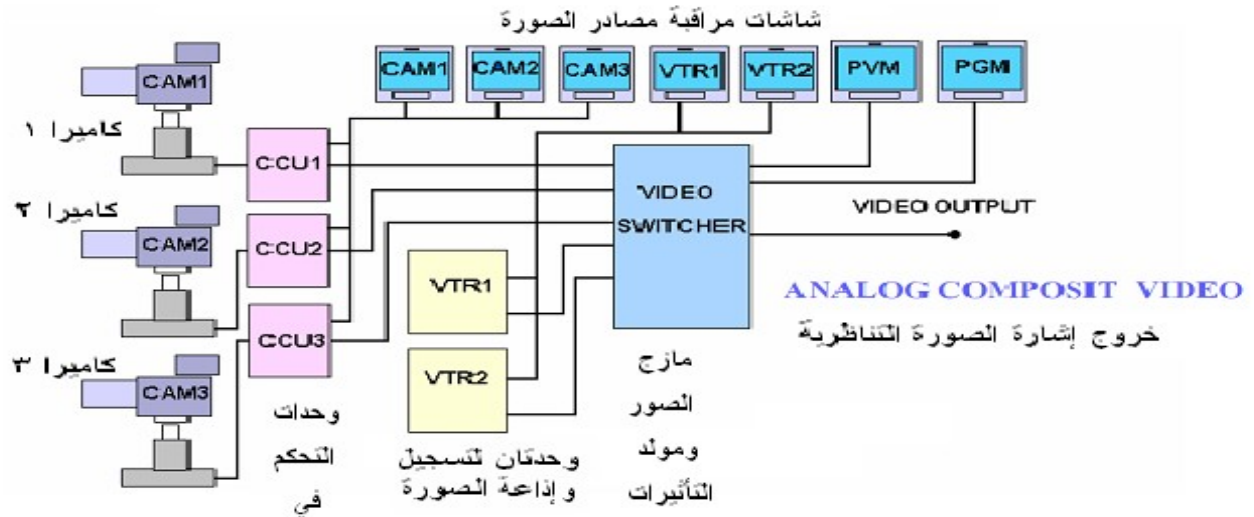 شاشات مراقبة مصادر الصورة
CAM1
CAM2
CAM3
VTR1
VTR2
PVM
PGM
CAM1
كاميرا ١
CCU1
كاميرا ٢
CAM2
CCU2
كاميرا ٣
CAM3
CCU3
VTR1
VTR2
VIDEO
SWITCHER
VIDEO OUTPUT
ANALOG COMPOSIT VIDEO
خروج إشارة الصورة التناظرية
مازج
الصور
ومولد
التأثيرات
وحدتان لتسجيل
وإذاعة الصورة
وحدات
التحكم
في